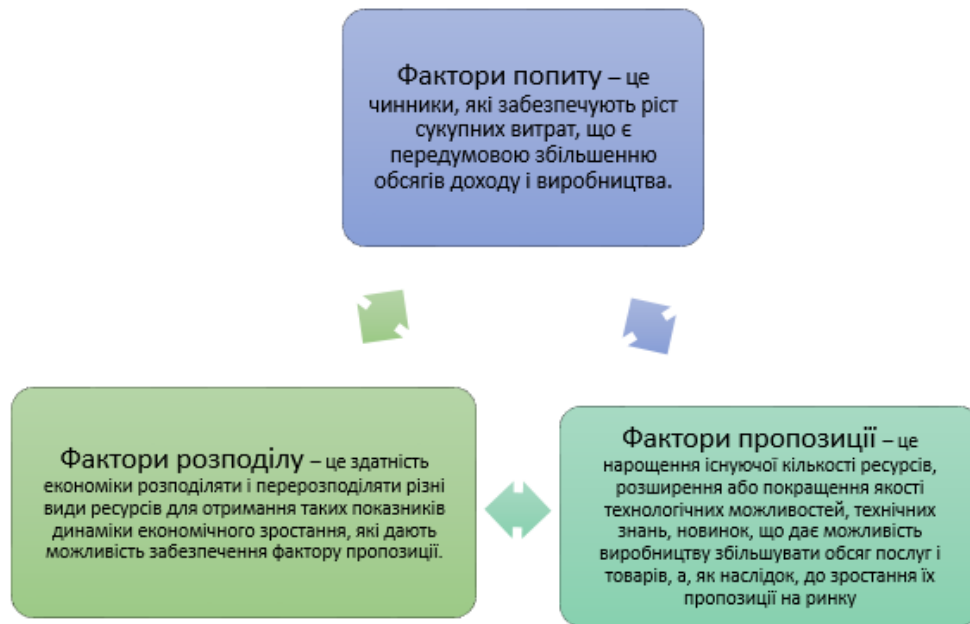 Фактори попиту – це
чинники, які забезпечують ріст
сукупних витрат, що є
передумовою збільшенню
обсягів доходу і виробництва.
Фактори розподілу – це здатність
економіки розподіляти і перерозподіляти різні
види ресурсів для отримання таких показників
динаміки економічного зростання, які дають
можливість забезпечення фактору пропозиції.
Фактори пропозиції – це
нарощення існуючої кількості ресурсів,
розширення або покращення якості
технологічних можливостей, технічних
знань, новинок, що дає можливість
виробництву збільшувати обсяг послуг і
товарів, а, як наслідок, до зростання їх
пропозиції на ринку